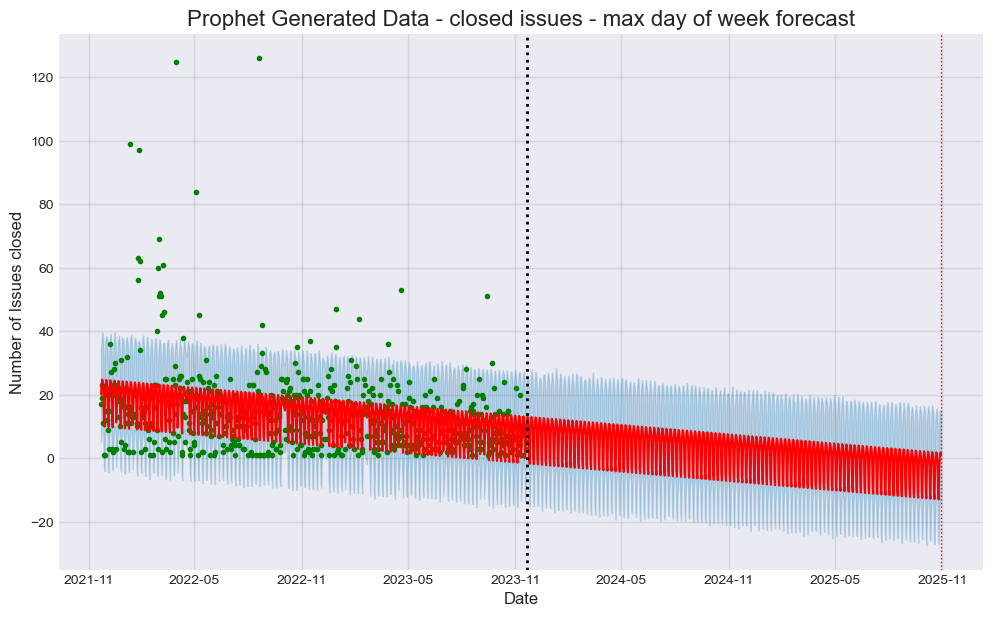 Prophet Generated Data - closed issues - max day of week forecast
120
100
80
60
40
20
0
−20
Number of Issues closed
2021-11 2022-05 2022-11 2023-05 2023-11 2024-05 2024-11 2025-05 2025-11
Date